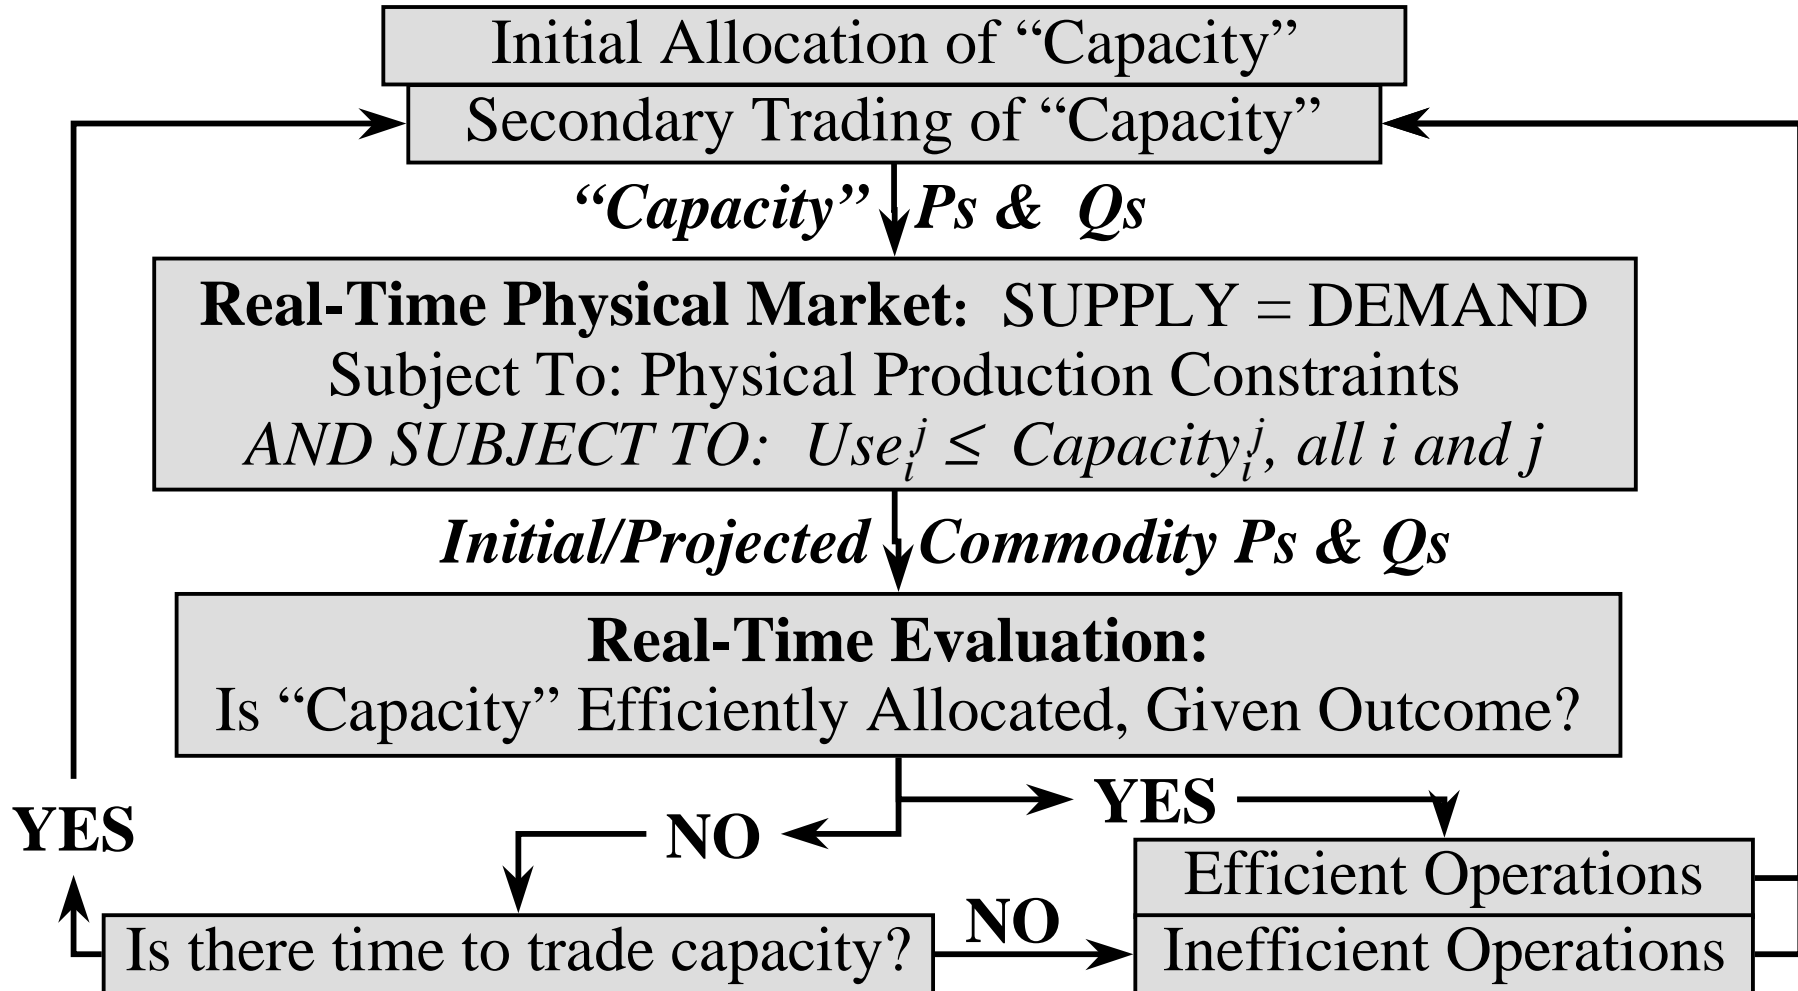 Initial Allocation of “Capacity”
Secondary Trading of “Capacity”
“Capacity” Ps & Qs
Real-Time Physical Market: SUPPLY = DEMAND
Subject To: Physical Production Constraints
AND SUBJECT TO: Use_i^j ≤ Capacity_i^j, all i and j
Initial/Projected Commodity Ps & Qs
Real-Time Evaluation:
Is “Capacity” Efficiently Allocated, Given Outcome?
YES
NO
YES
Efficient Operations
Is there time to trade capacity?
NO
Inefficient Operations